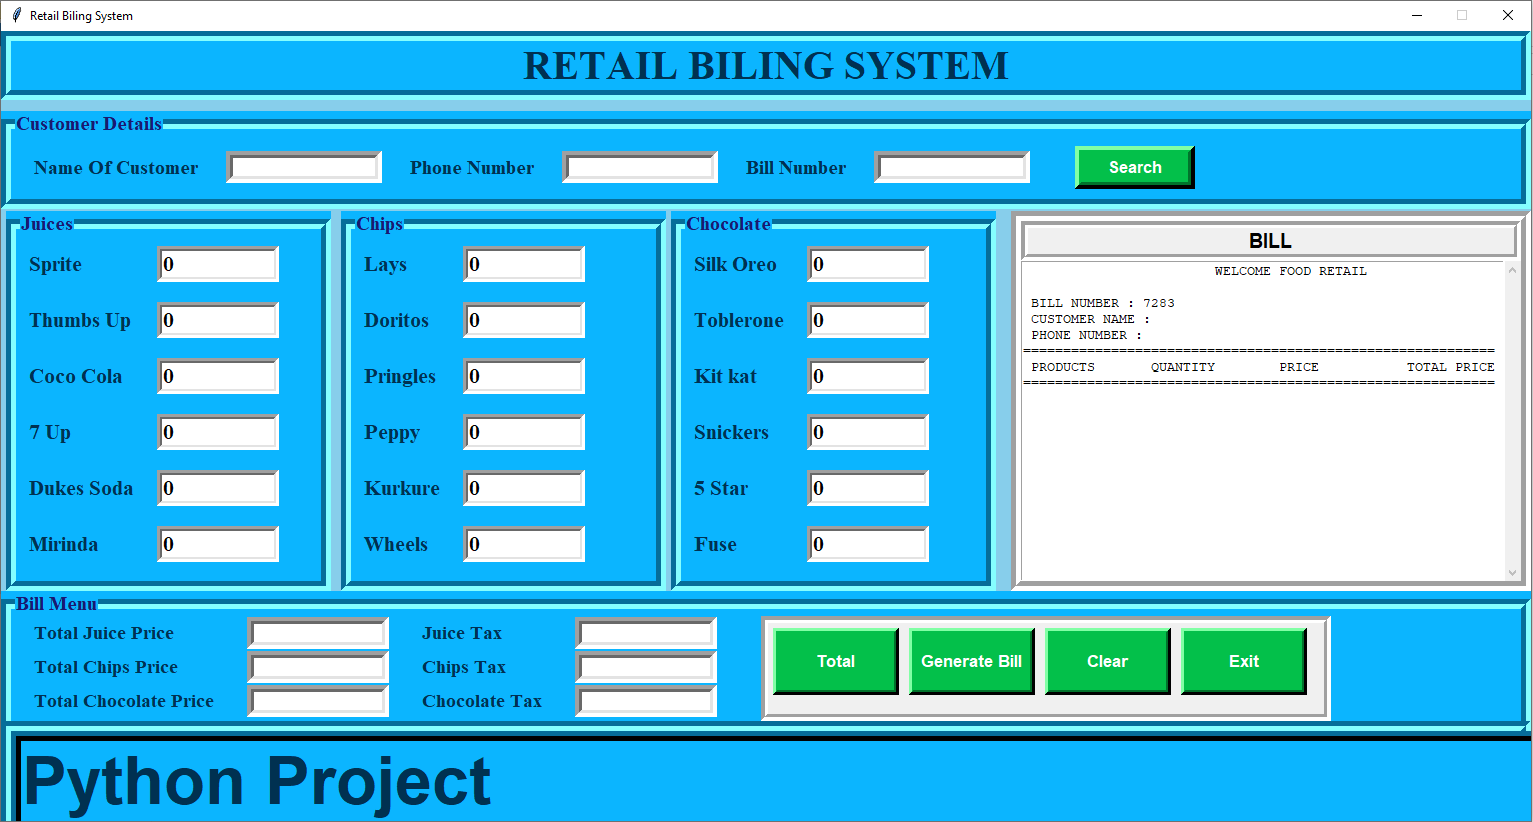 Retail Biling System
RETAIL BILING SYSTEM
Customer Details
Name Of Customer Phone Number Bill Number Search
Juices
Sprite 0
Thumbs Up 0
Coco Cola 0
7 Up 0
Dukes Soda 0
Mirinda 0
Chips
Lays 0
Doritos 0
Pringles 0
Peppy 0
Kurkure 0
Wheels 0
Chocolate
Silk Oreo 0
Toblerone 0
Kit kat 0
Snickers 0
5 Star 0
Fuse 0
BILL
WELCOME FOOD RETAIL
BILL NUMBER : 7283
CUSTOMER NAME :
PHONE NUMBER :
===========================================================
PRODUCTS QUANTITY PRICE TOTAL PRICE
===========================================================
Bill Menu
Total Juice Price Juice Tax
Total Chips Price Chips Tax
Total Chocolate Price Chocolate Tax
Total Generate Bill Clear Exit
Python Project